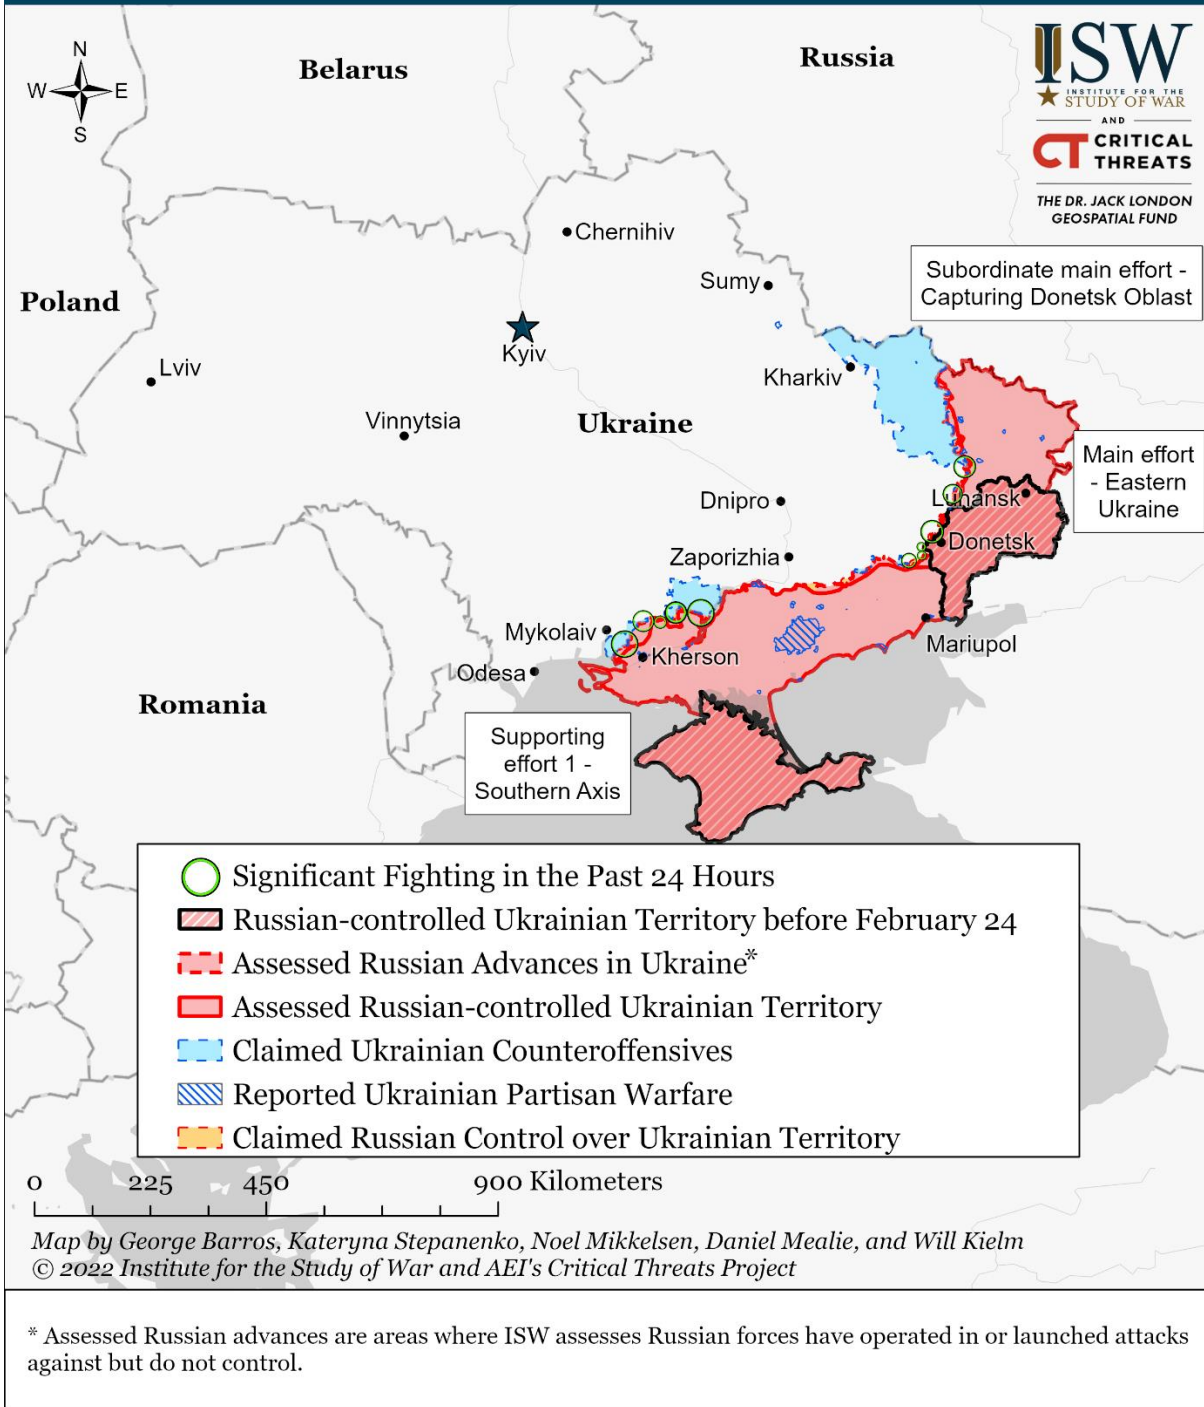 N
W
E
S
Belarus
Russia
ISW
INSTITUTE FOR THE
STUDY OF WAR
AND
CT CRITICAL
THREATS
THE DR. JACK LONDON
GEOSPATIAL FUND
Chernihiv
Subordinate main effort -
Capturing Donetsk Oblast
Sumy
Poland
Kyiv
Lviv
Kharkiv
Vinnytsia
Ukraine
Main effort
- Eastern
Ukraine
Luhansk
Dnipro
Donetsk
Zaporizhia
Mykolaiv
Mariupol
Kherson
Odesa
Romania
Supporting
effort 1 -
Southern Axis
Significant Fighting in the Past 24 Hours
Russian-controlled Ukrainian Territory before February 24
Assessed Russian Advances in Ukraine*
Assessed Russian-controlled Ukrainian Territory
Claimed Ukrainian Counteroffensives
Reported Ukrainian Partisan Warfare
Claimed Russian Control over Ukrainian Territory
0 225 450 900 Kilometers
Map by George Barros, Kateryna Stepanenko, Noel Mikkelsen, Daniel Mealie, and Will Kielm
© 2022 Institute for the Study of War and AEI's Critical Threats Project
* Assessed Russian advances are areas where ISW assesses Russian forces have operated in or launched attacks
against but do not control.